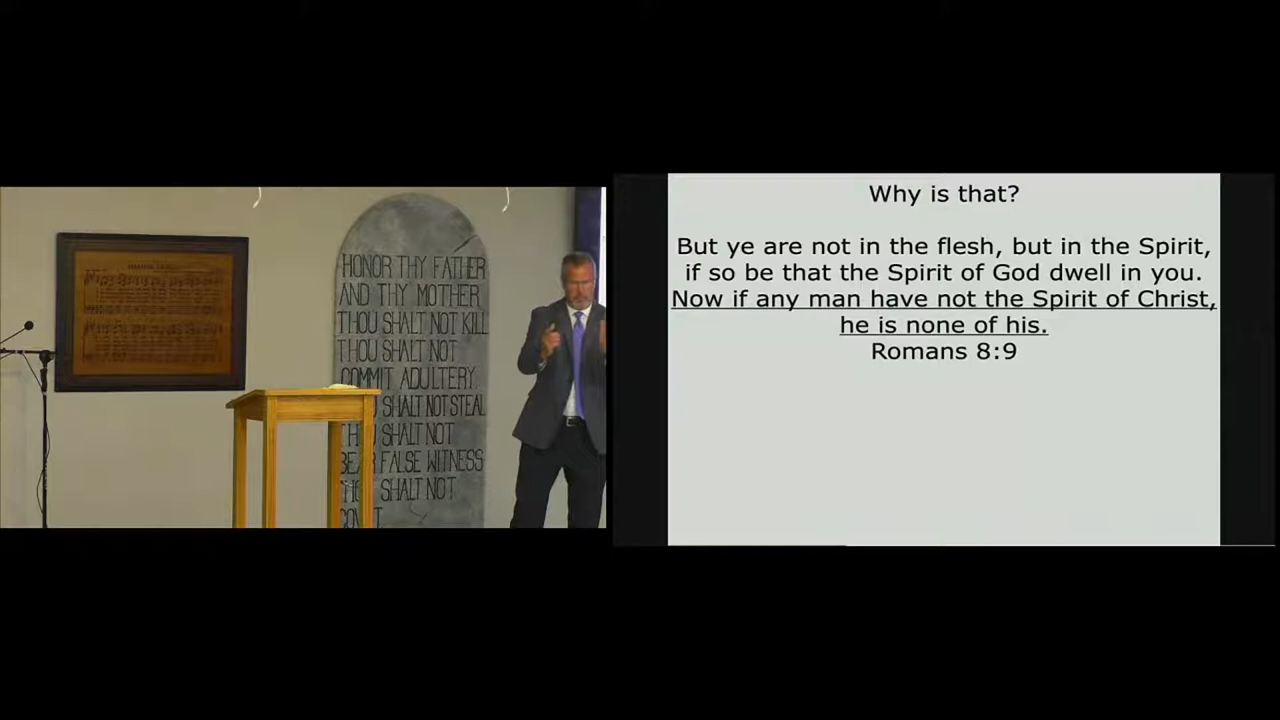 HONOR THY FATHER
AND THY MOTHER
THOU SHALT NOT KILL
THOU SHALT NOT
COMMIT ADULTERY
SHALT NOT STEAL
SHALT NOT
FALSE WITNESS
SHALT NOT
Why is that?
But ye are not in the flesh, but in the Spirit,
if so be that the Spirit of God dwell in you.
Now if any man have not the Spirit of Christ,
he is none of his.
Romans 8:9